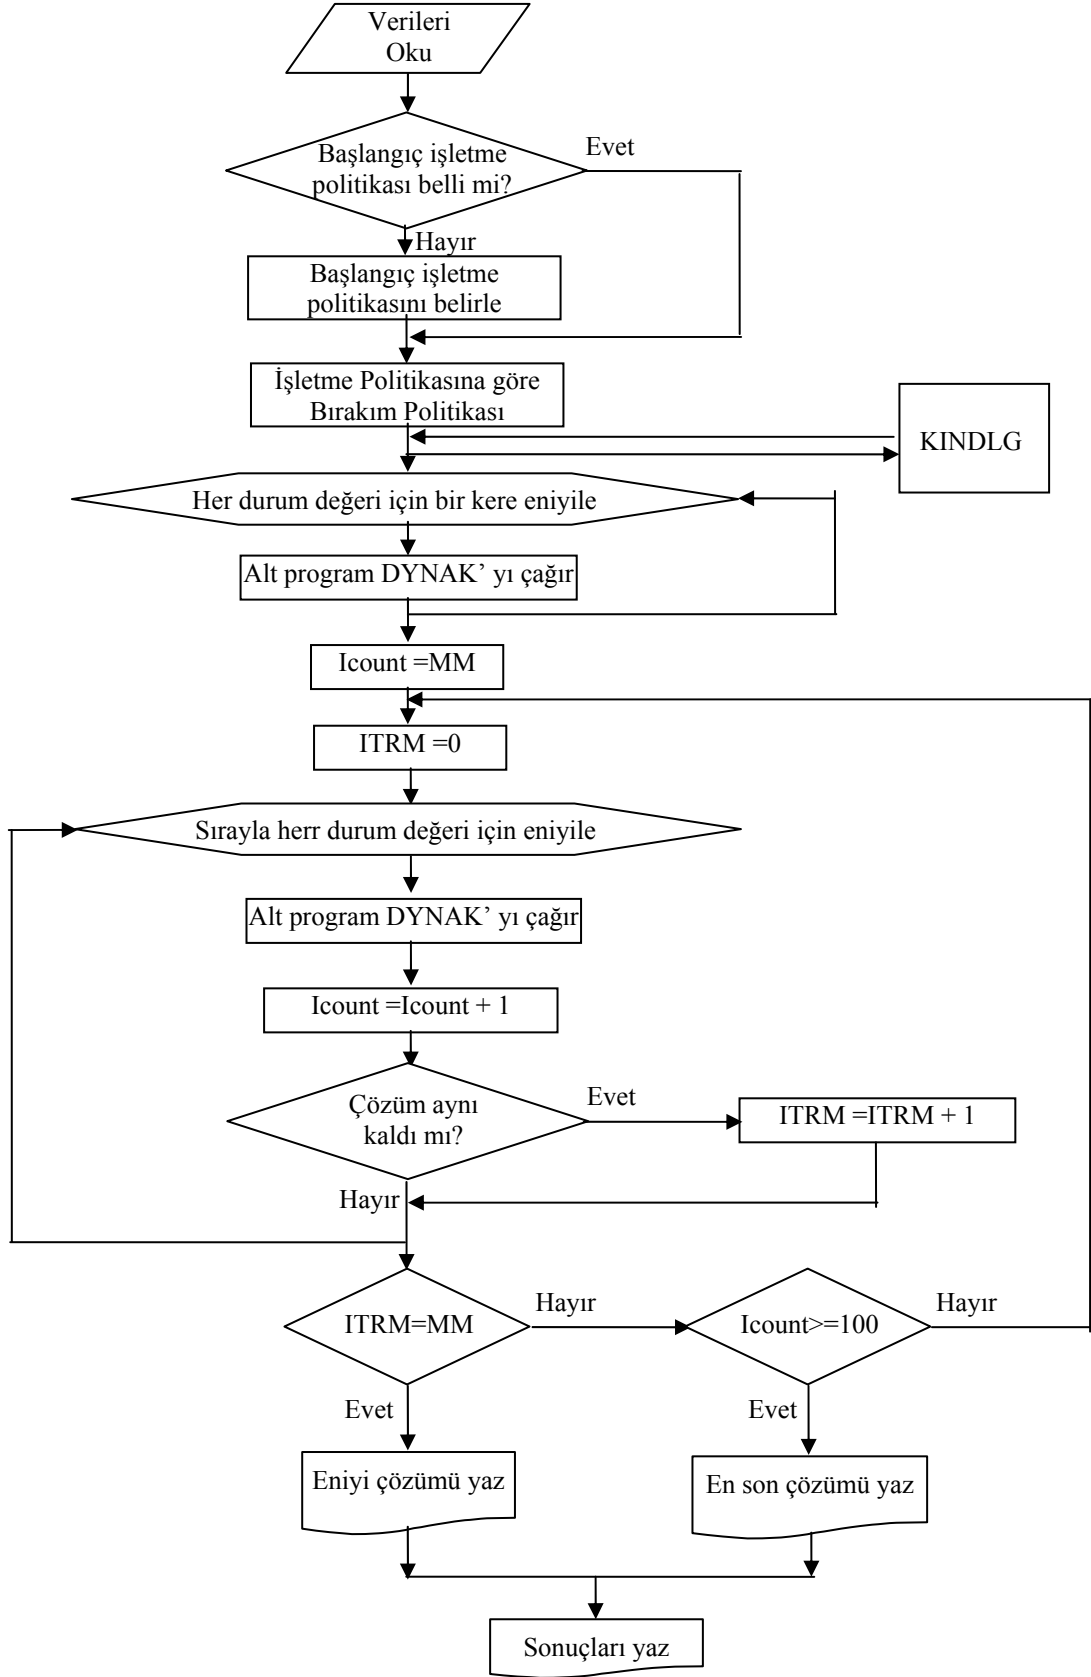 Verileri
Oku
Başlangıç işletme
politikası belli mi?
Evet
Hayır
Başlangıç işletme
politikasını belirle
İşletme Politikasına göre
Bırakım Politikası
KINDLG
Her durum değeri için bir kere eniyile
Alt program DYNAK’ yı çağır
Icount =MM
ITRM =0
Sırayla herr durum değeri için eniyile
Alt program DYNAK’ yı çağır
Icount =Icount + 1
Çözüm aynı
kaldı mı?
Evet
ITRM =ITRM + 1
Hayır
ITRM=MM
Hayır
Icount>=100
Hayır
Evet
Evet
Eniyi çözümü yaz
En son çözümü yaz
Sonuçları yaz